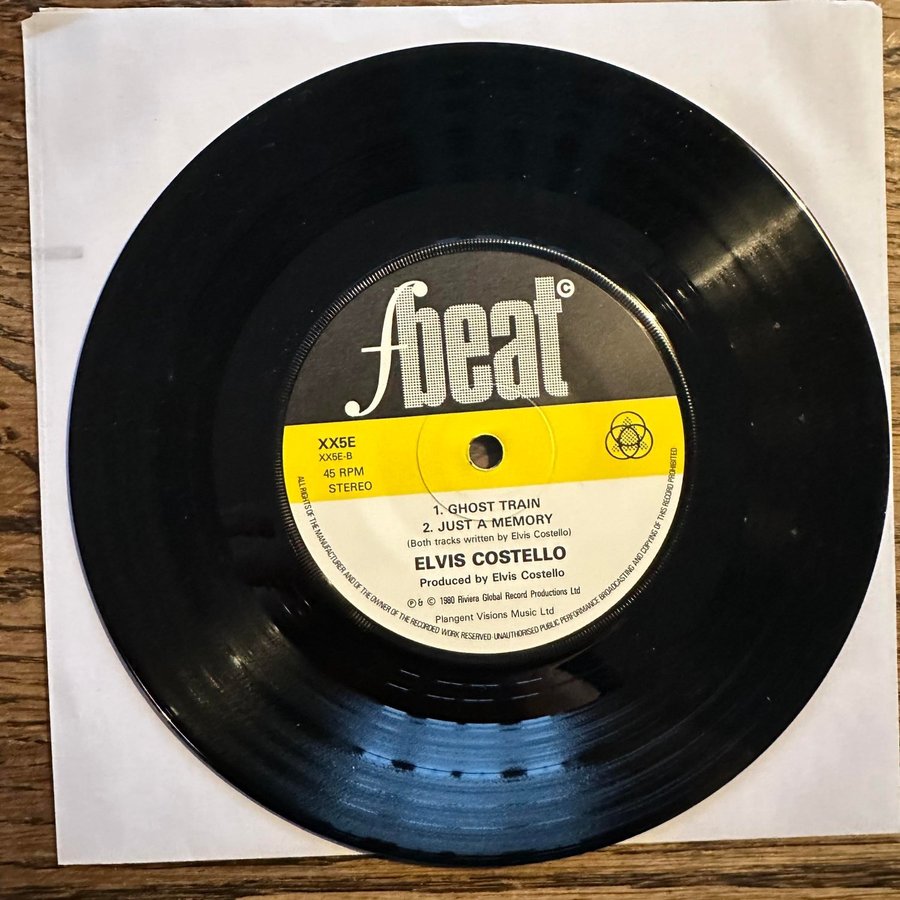 fbeat ©
XX5E
XX5E-B
45 RPM
STEREO
1. GHOST TRAIN
2. JUST A MEMORY
(Both tracks written by Elvis Costello)
ELVIS COSTELLO
Produced by Elvis Costello
℗ & © 1980 Riviera Global Record Productions Ltd
Plangent Visions Music Ltd
ALL RIGHTS OF THE MANUFACTURER AND OF THE OWNER OF THE RECORDED WORK RESERVED·UNAUTHORISED PUBLIC PERFORMANCE BROADCASTING AND COPYING OF THIS RECORD PROHIBITED